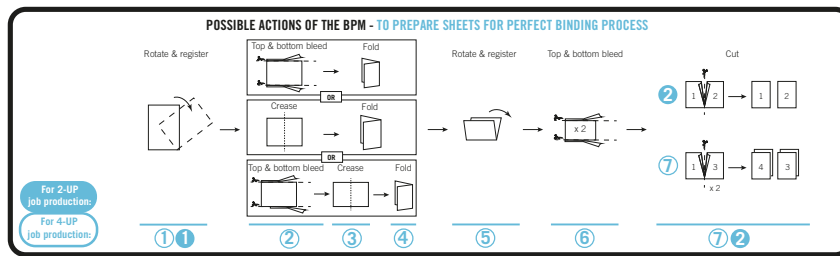 POSSIBLE ACTIONS OF THE BPM - TO PREPARE SHEETS FOR PERFECT BINDING PROCESS
Rotate & register
Top & bottom bleed
Fold
OR
Crease
Fold
OR
Top & bottom bleed
Crease
Fold
Rotate & register
Top & bottom bleed
x 2
Cut
2
1 2
1
2
7
1 3
x 2
4
3
For 2-UP
job production:
For 4-UP
job production:
1 1
2
3
4
5
6
7 2